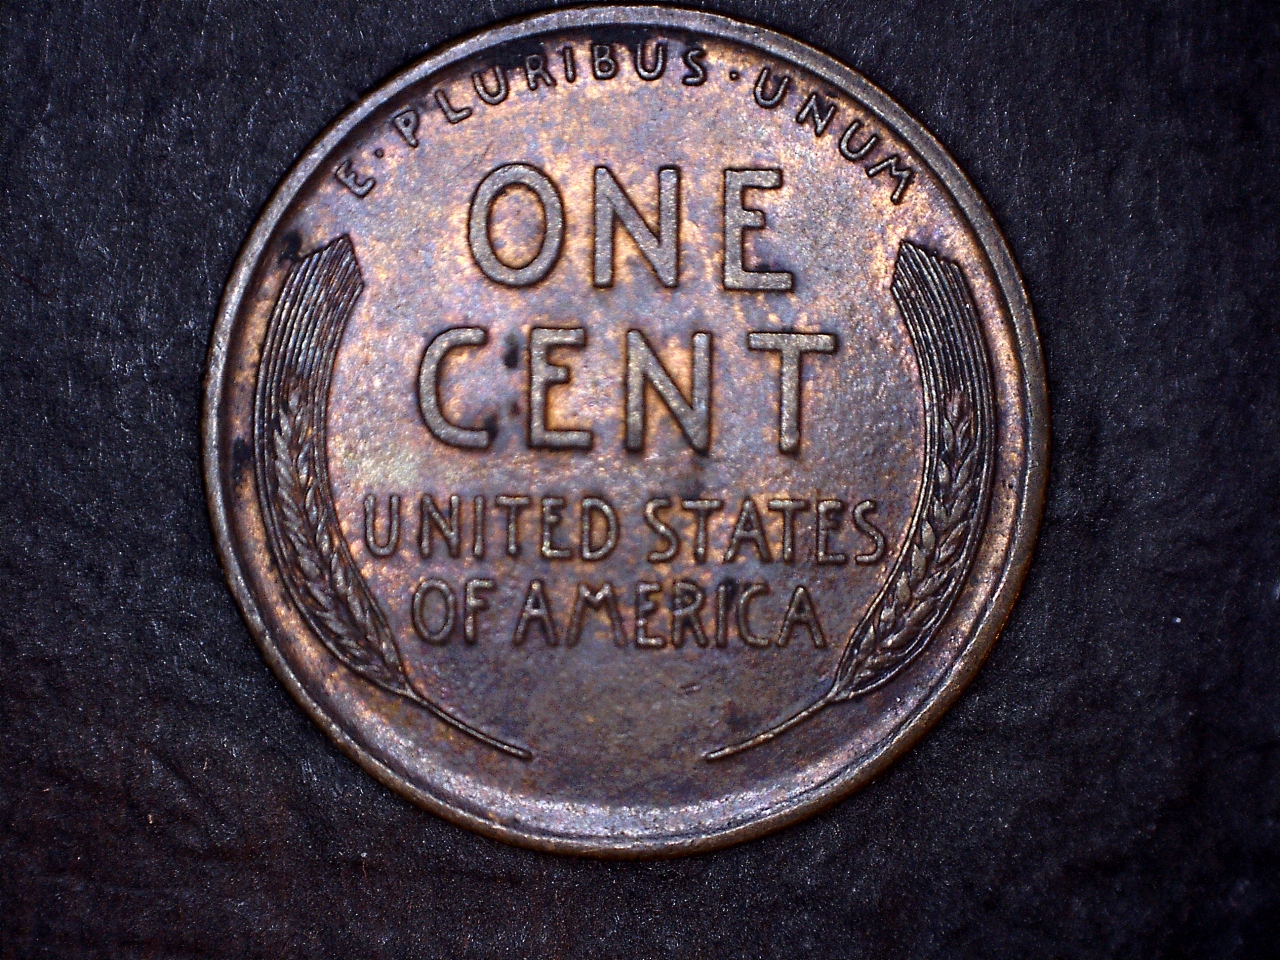 E·PLURIBUS·UNUM
ONE
CENT
UNITED STATES
OF AMERICA